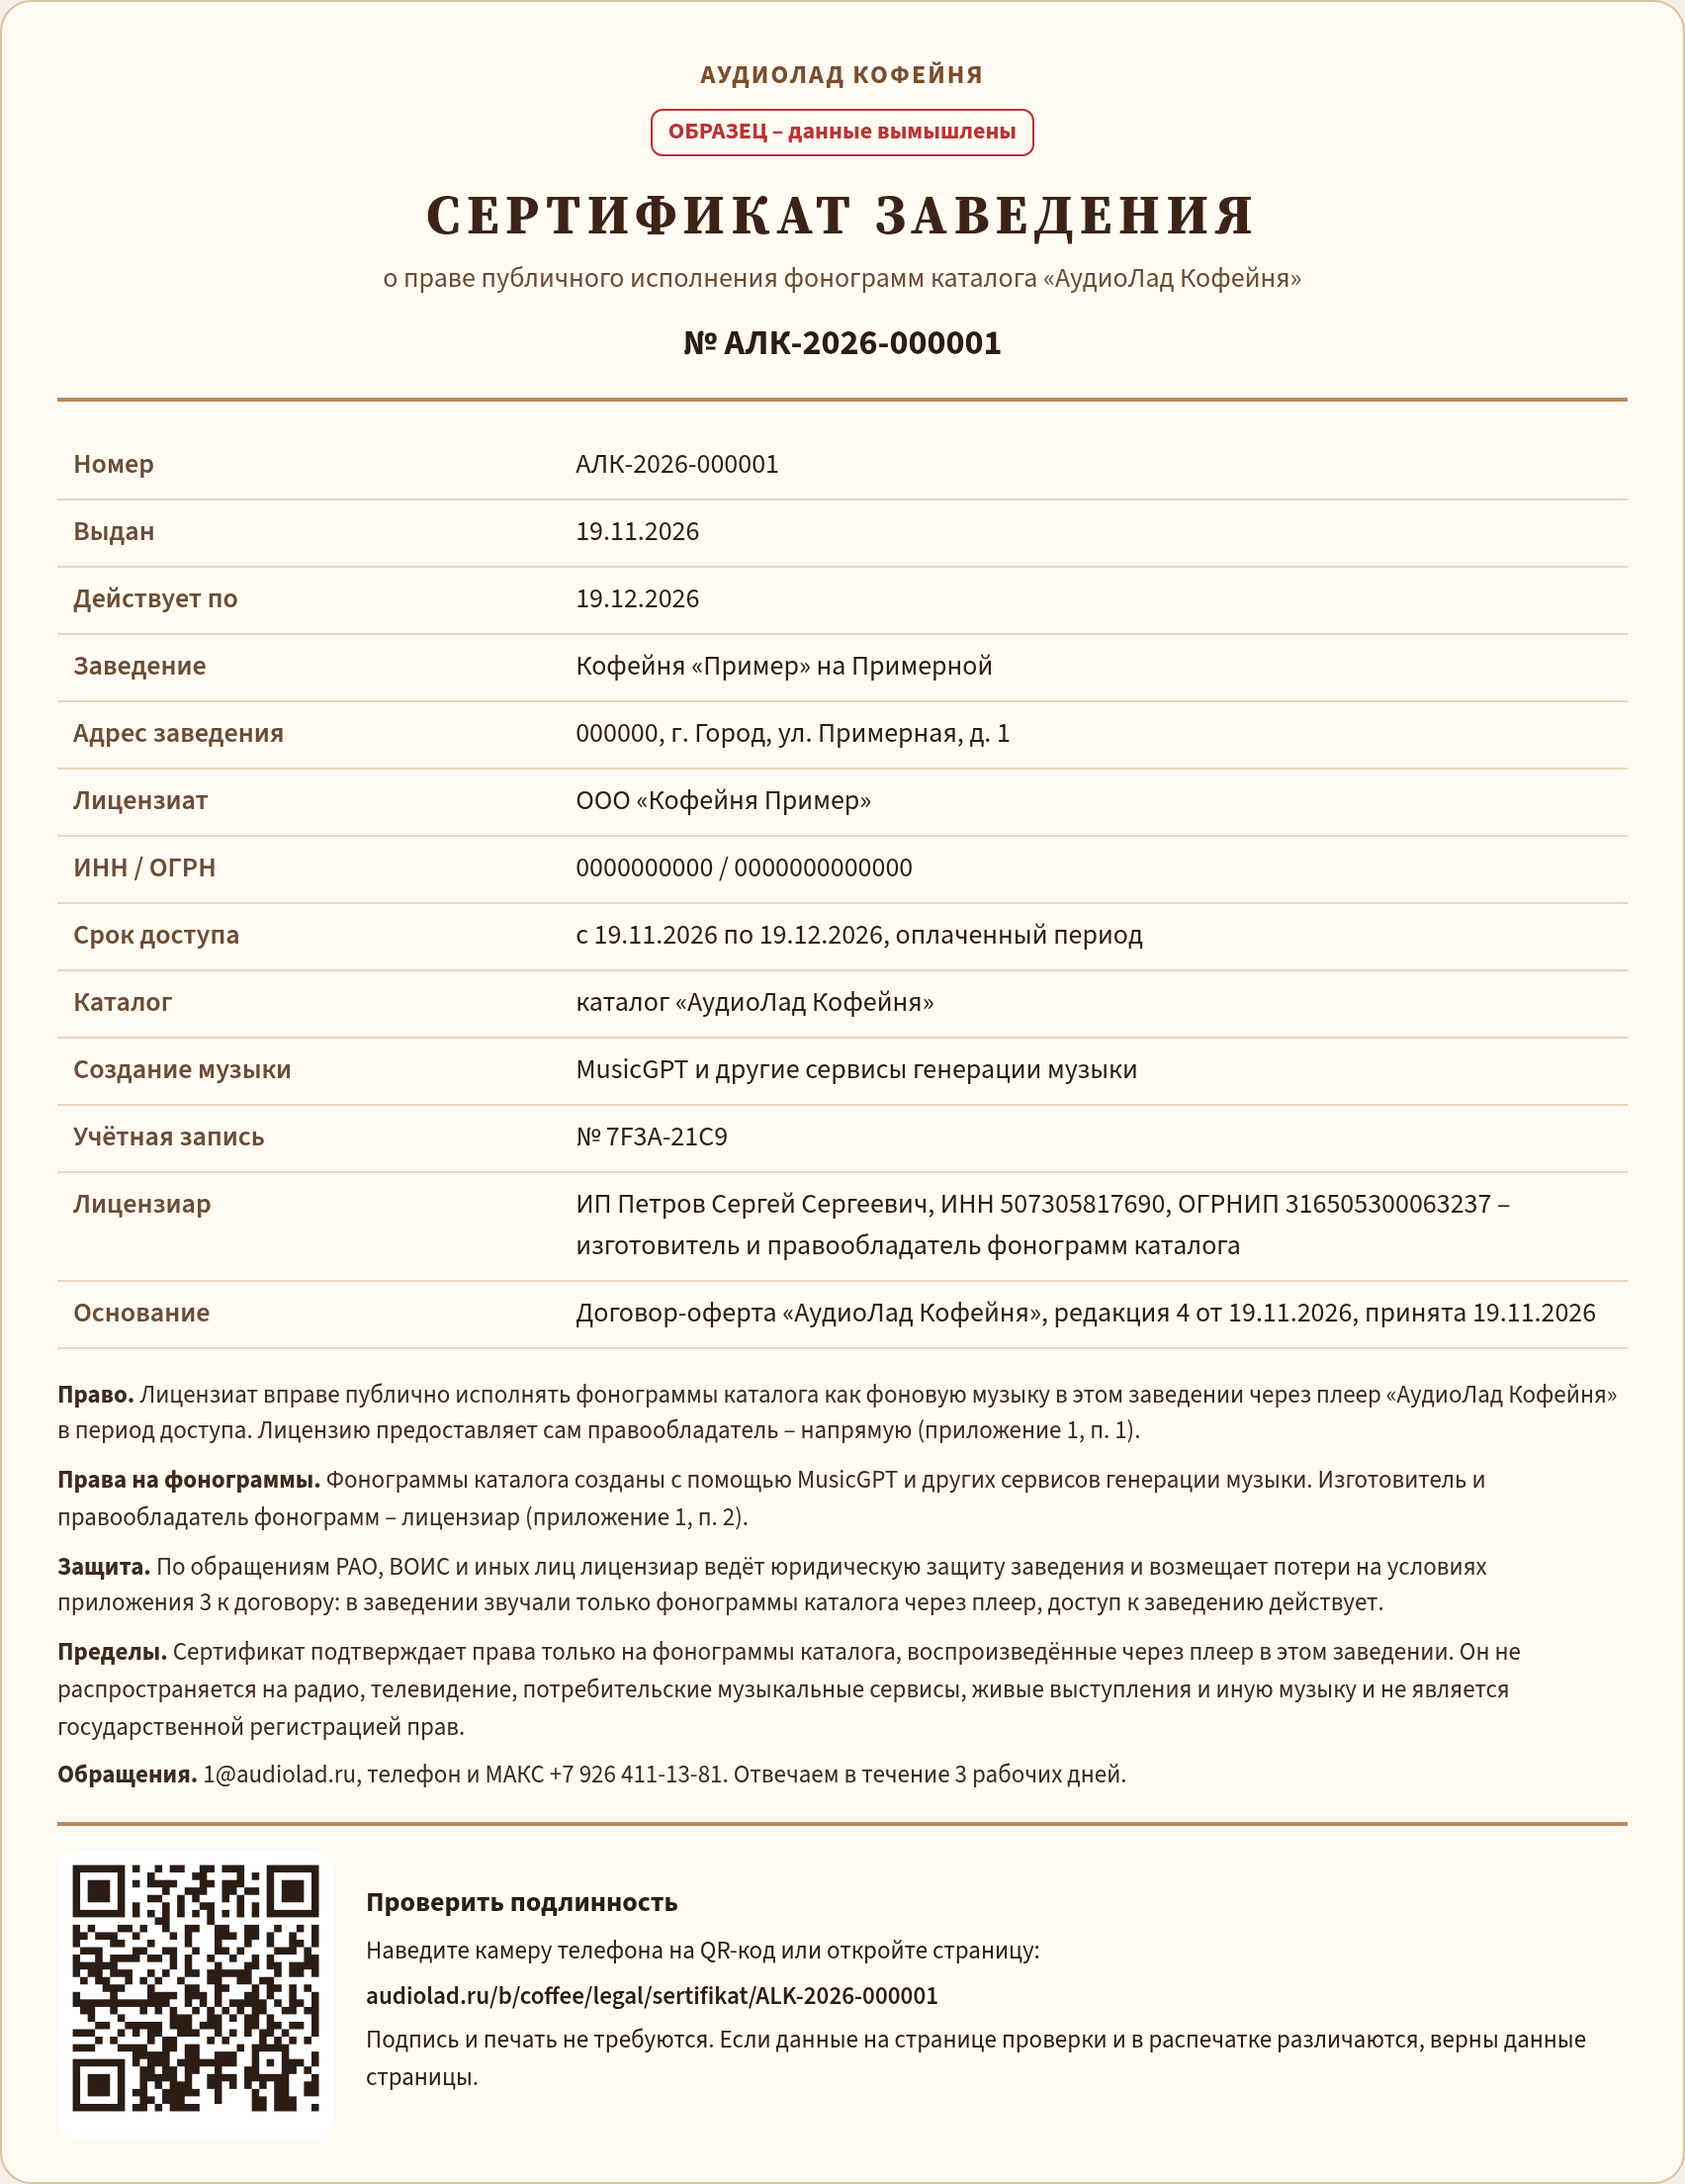 АУДИОЛАД КОФЕЙНЯ
ОБРАЗЕЦ – данные вымышлены
СЕРТИФИКАТ ЗАВЕДЕНИЯ
о праве публичного исполнения фонограмм каталога «АудиоЛад Кофейня»
№ АЛК-2026-000001
Номер АЛК-2026-000001
Выдан 19.11.2026
Действует по 19.12.2026
Заведение Кофейня «Пример» на Примерной
Адрес заведения 000000, г. Город, ул. Примерная, д. 1
Лицензиат ООО «Кофейня Пример»
ИНН / ОГРН 0000000000 / 0000000000000
Срок доступа с 19.11.2026 по 19.12.2026, оплаченный период
Каталог каталог «АудиоЛад Кофейня»
Создание музыки MusicGPT и другие сервисы генерации музыки
Учётная запись № 7F3A-21C9
Лицензиар ИП Петров Сергей Сергеевич, ИНН 507305817690, ОГРНИП 316505300063237 –
изготовитель и правообладатель фонограмм каталога
Основание Договор-оферта «АудиоЛад Кофейня», редакция 4 от 19.11.2026, принята 19.11.2026
Право. Лицензиат вправе публично исполнять фонограммы каталога как фоновую музыку в этом заведении через плеер «АудиоЛад Кофейня»
в период доступа. Лицензию предоставляет сам правообладатель – напрямую (приложение 1, п. 1).
Права на фонограммы. Фонограммы каталога созданы с помощью MusicGPT и других сервисов генерации музыки. Изготовитель и
правообладатель фонограмм – лицензиар (приложение 1, п. 2).
Защита. По обращениям РАО, ВОИС и иных лиц лицензиар ведёт юридическую защиту заведения и возмещает потери на условиях
приложения 3 к договору: в заведении звучали только фонограммы каталога через плеер, доступ к заведению действует.
Пределы. Сертификат подтверждает права только на фонограммы каталога, воспроизведённые через плеер в этом заведении. Он не
распространяется на радио, телевидение, потребительские музыкальные сервисы, живые выступления и иную музыку и не является
государственной регистрацией прав.
Обращения. 1@audiolad.ru, телефон и МАКС +7 926 411-13-81. Отвечаем в течение 3 рабочих дней.
Проверить подлинность
Наведите камеру телефона на QR-код или откройте страницу:
audiolad.ru/b/coffee/legal/sertifikat/ALK-2026-000001
Подпись и печать не требуются. Если данные на странице проверки и в распечатке различаются, верны данные
страницы.